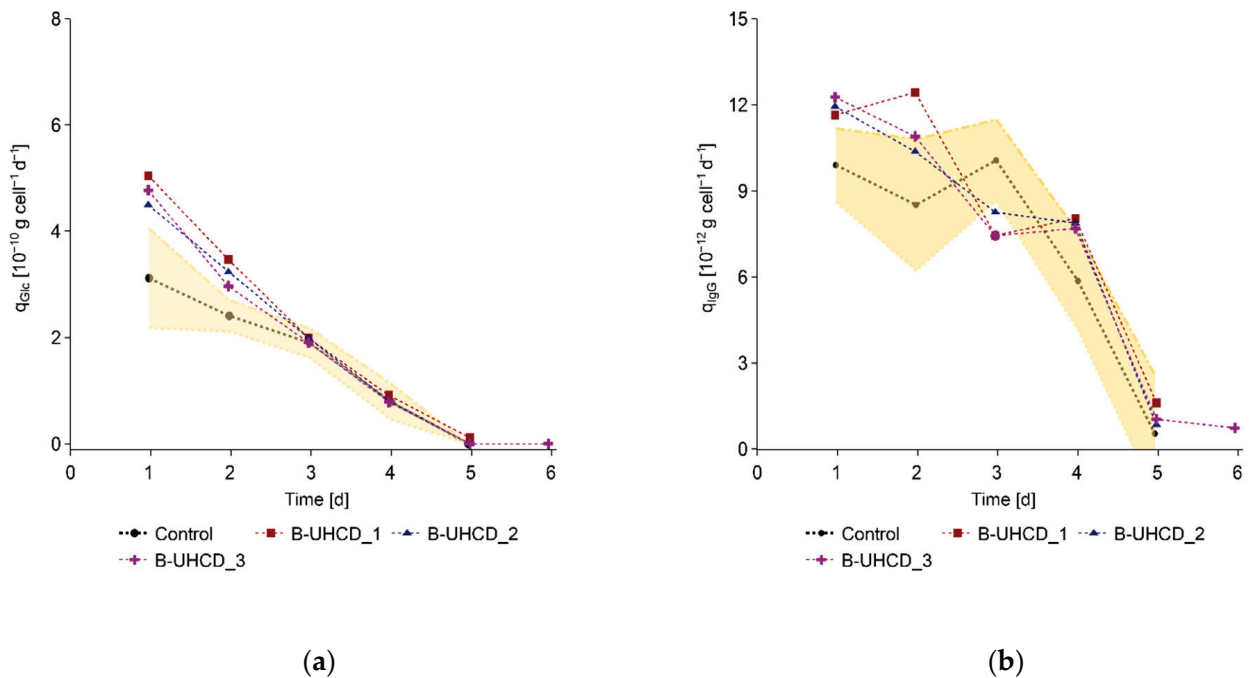 8
6
4
2
0
q_Glc [10⁻¹⁰ g cell⁻¹ d⁻¹]
0 1 2 3 4 5 6
Time [d]
Control B-UHCD_1 B-UHCD_2
B-UHCD_3
(a)
15
12
9
6
3
0
q_IgG [10⁻¹² g cell⁻¹ d⁻¹]
0 1 2 3 4 5 6
Time [d]
Control B-UHCD_1 B-UHCD_2
B-UHCD_3
(b)